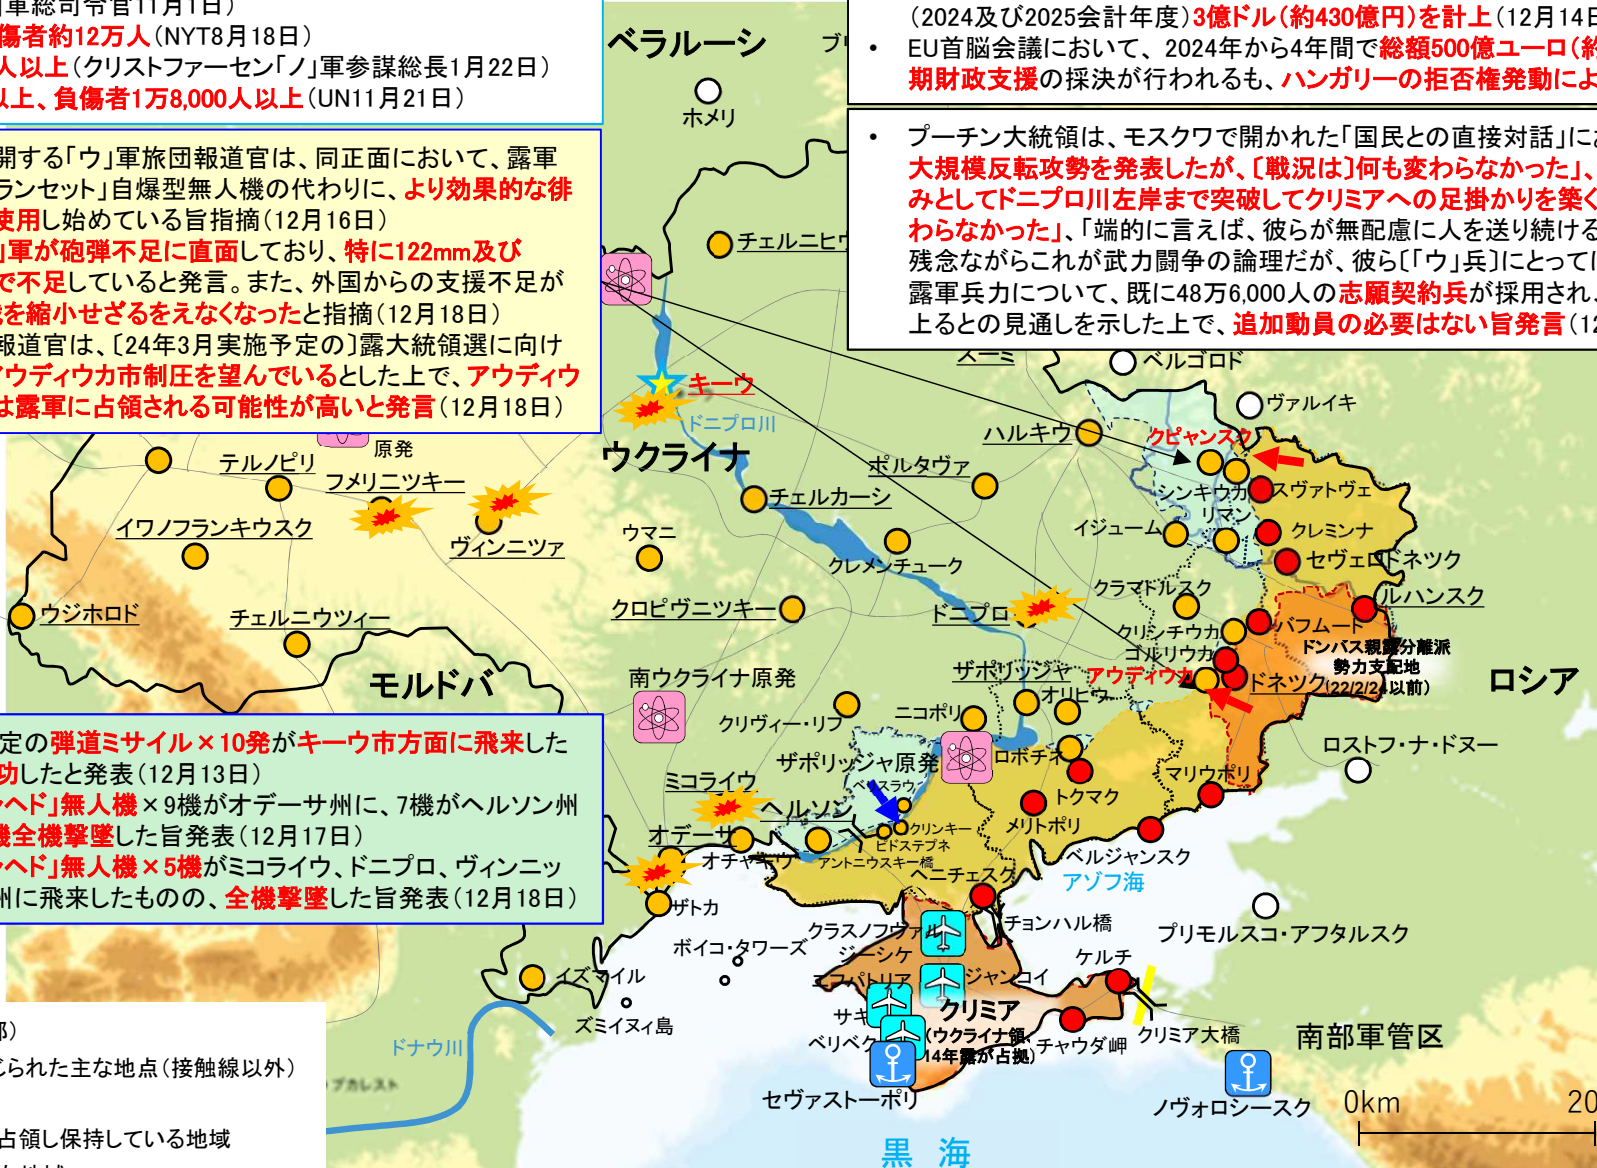 軍総司令官11月1日）
傷者約12万人（NYT8月18日）
人以上（クリストファーセン「ノ」軍参謀総長1月22日）
以上、負傷者1万8,000人以上（UN11月21日）
（2024及び2025会計年度）3億ドル（約430億円）を計上（12月14日
• EU首脳会議において、2024年から4年間で総額500億ユーロ（約
期財政支援の採決が行われるも、ハンガリーの拒否権発動によ
開する「ウ」軍旅団報道官は、同正面において、露軍
ランセット」自爆型無人機の代わりに、より効果的な徘
使用し始めている旨指摘（12月16日）
」軍が砲弾不足に直面しており、特に122mm及び
で不足していると発言。また、外国からの支援不足が
を縮小せざるをえなくなったと指摘（12月18日）
報道官は、〔24年3月実施予定の〕露大統領選に向け
アウディウカ市制圧を望んでいるとした上で、アウディウ
は露軍に占領される可能性が高いと発言（12月18日）
• プーチン大統領は、モスクワで開かれた「国民との直接対話」にお
大規模反転攻勢を発表したが、〔戦況は〕何も変わらなかった」、
みとしてドニプロ川左岸まで突破してクリミアへの足掛かりを築く
わらなかった」、「端的に言えば、彼らが無配慮に人を送り続ける
残念ながらこれが武力闘争の論理だが、彼ら〔「ウ」兵〕にとっては
露軍兵力について、既に48万6,000人の志願契約兵が採用され、
上るとの見通しを示した上で、追加動員の必要はない旨発言（12
ベラルーシ
ホメリ
チェルニヒウ
スーミ
ベルゴロド
ヴァルイキ
キーウ
ドニプロ川
ハルキウ
クピャンスク
原発
ウクライナ
テルノピリ
フメリニツキー
ポルタヴァ
チェルカーシ
シンキウカ
スヴァトヴェ
リマン
イワノフランキウスク
ヴィンニツァ
ウマニ
イジューム
クレミンナ
クレメンチューク
セヴェロドネツク
クラマトルスク
ウジホロド
チェルニウツィー
クロピヴニツキー
ドニプロ
ルハンスク
クリシチウカ
バフムート
ゴルリウカ
ドンバス親露分離派
勢力支配地
(22/2/24以前)
モルドバ
南ウクライナ原発
ザポリッジャ
アウディウカ
ドネツク
ロシア
オリヒウ
クリヴィー・リフ
ニコポリ
ロストフ・ナ・ドヌー
定の弾道ミサイル×10発がキーウ市方面に飛来した
功したと発表（12月13日）
ヘド」無人機×9機がオデーサ州に、7機がヘルソン州
機全機撃墜した旨発表（12月17日）
ヘド」無人機×5機がミコライウ、ドニプロ、ヴィンニッ
州に飛来したものの、全機撃墜した旨発表（12月18日）
ザポリッジャ原発
ロボチネ
マリウポリ
ミコライウ
トクマク
ヘルソン
メリトポリ
クリンキー
オデーサ
ビドステプネ
オチャキウ
アントニウスキー橋
ベルジャンスク
ヘニチェスク
アゾフ海
ザトカ
クラスノフヴァル
チョンハル橋
ボイコ・タワーズ
ジーシケ
プリモルスコ・アフタルスク
ケルチ
イズマイル
エフパトリア
ジャンコイ
ズミイヌィ島
サキ
クリミア
(ウクライナ領、
14年露が占拠)
ベリベク
チャウダ岬
クリミア大橋
南部軍管区
ドナウ川
ブカレスト
セヴァストーポリ
ノヴォロシースク
0km
20
黒 海
部）
じられた主な地点（接触線以外）
占領し保持している地域